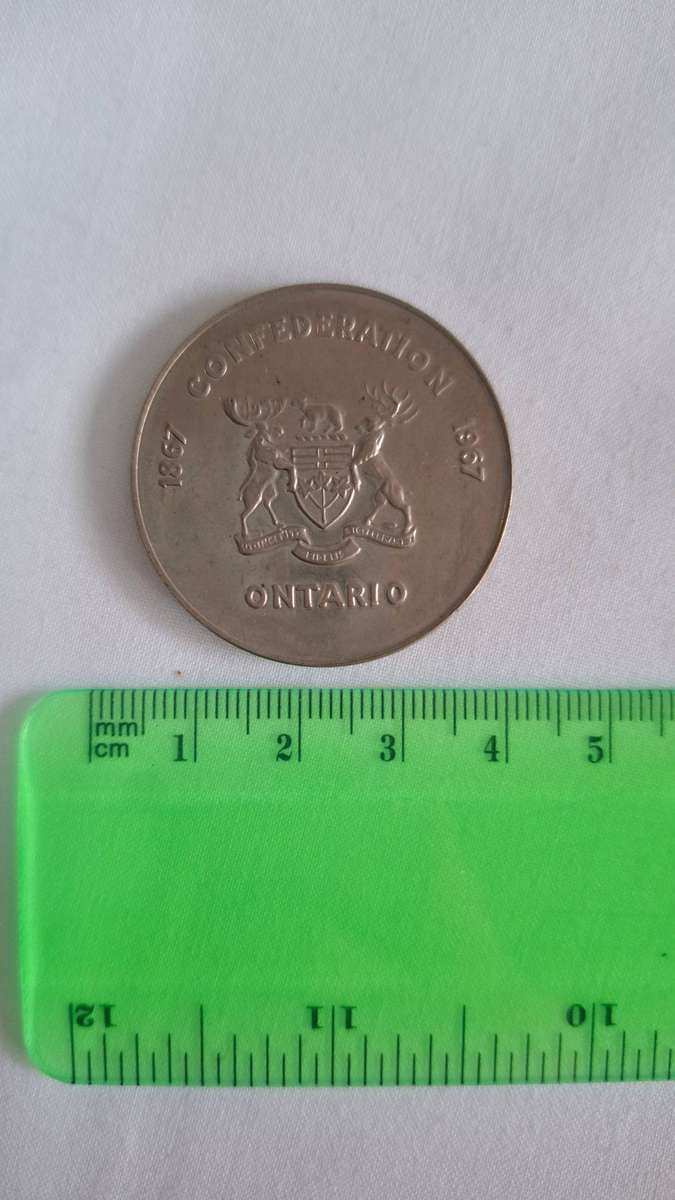 CONFEDERATION
1867 1967
ONTARIO
mm
cm 1 2 3 4 5
12 11 10